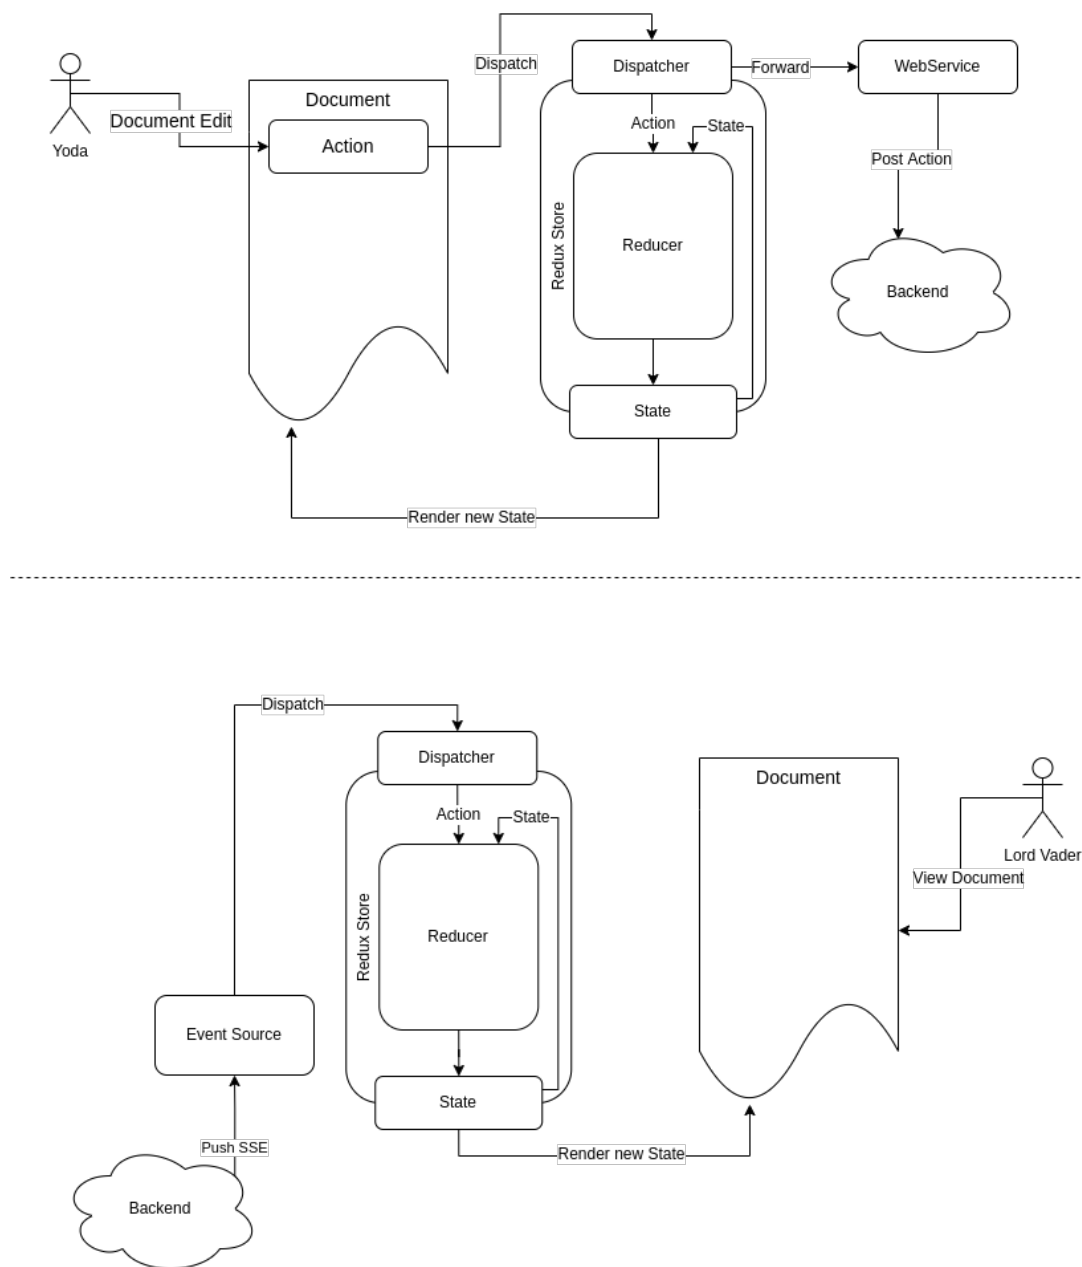 Dispatch
Dispatcher
Forward
WebService
Yoda
Document Edit
Document
Action
Action
State
Post Action
Redux Store
Reducer
Backend
State
Render new State
Dispatch
Dispatcher
Document
Action
State
Lord Vader
View Document
Redux Store
Reducer
Event Source
State
Push SSE
Render new State
Backend